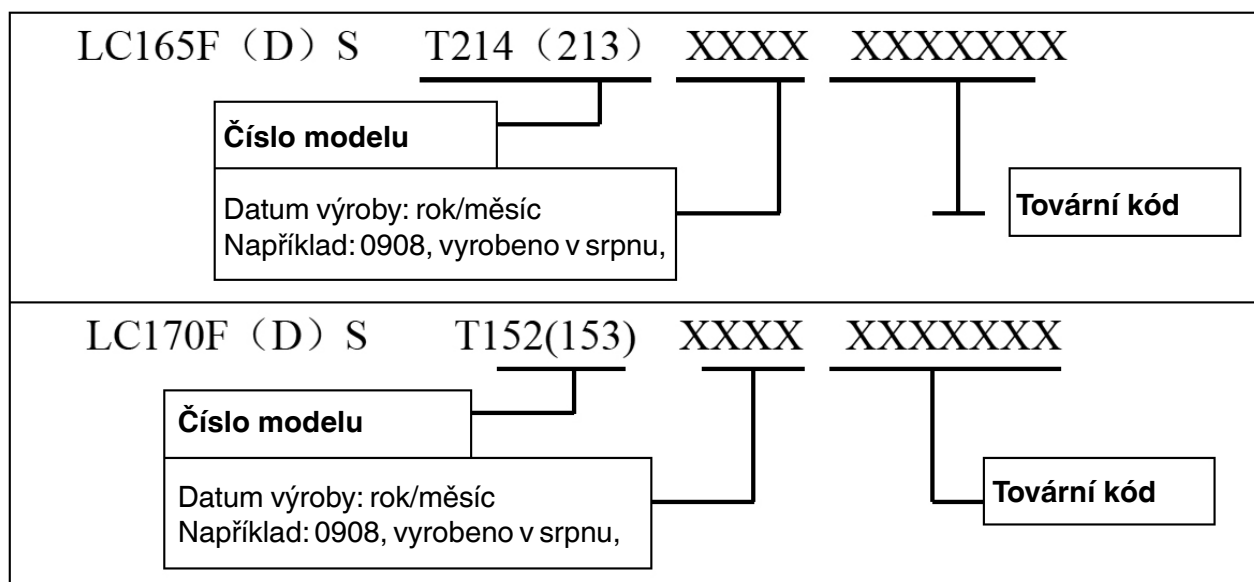 LC165F（D）S T214（213） XXXX XXXXXXX
Číslo modelu
Datum výroby: rok/měsíc
Například: 0908, vyrobeno v srpnu,
Tovární kód
LC170F（D）S T152(153) XXXX XXXXXXX
Číslo modelu
Datum výroby: rok/měsíc
Například: 0908, vyrobeno v srpnu,
Tovární kód